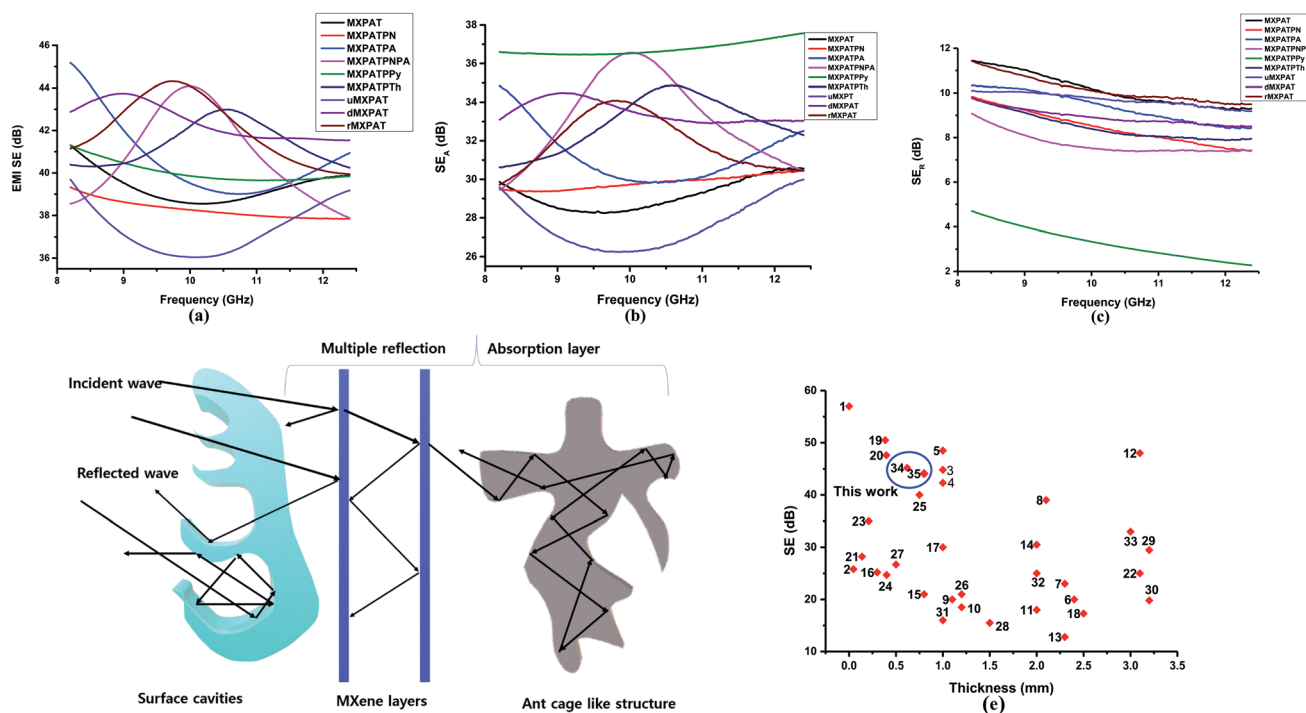 (a)
46
44
42
40
38
36
EMI SE (dB)
8
9
10
11
12
Frequency (GHz)
MXPAT
MXPATPN
MXPATPA
MXPATPNPA
MXPATPPy
MXPATPTh
uMXPAT
dMXPAT
rMXPAT
(a)
38
36
34
32
30
28
26
SE_A (dB)
8
9
10
11
12
Frequency (GHz)
MXPAT
MXPATPN
MXPATPA
MXPATPNPA
MXPATPPy
MXPATPTh
uMXPT
dMXPAT
rMXPAT
(b)
12
10
8
6
4
2
SE_R (dB)
8
9
10
11
12
Frequency (GHz)
MXPAT
MXPATPN
MXPATPA
MXPATPNPA
MXPATPPy
MXPATPTh
uMXPAT
dMXPAT
rMXPAT
(c)
Multiple reflection
Absorption layer
Incident wave
Reflected wave
Surface cavities
MXene layers
Ant cage like structure
60
50
40
30
20
10
SE (dB)
0.0
0.5
1.0
1.5
2.0
2.5
3.0
3.5
Thickness (mm)
1
19
20
5
34
35
3
4
This work
25
12
8
23
21
2
16
24
27
17
14
32
33
29
22
30
15
9
26
10
31
28
11
7
6
18
13
(e)